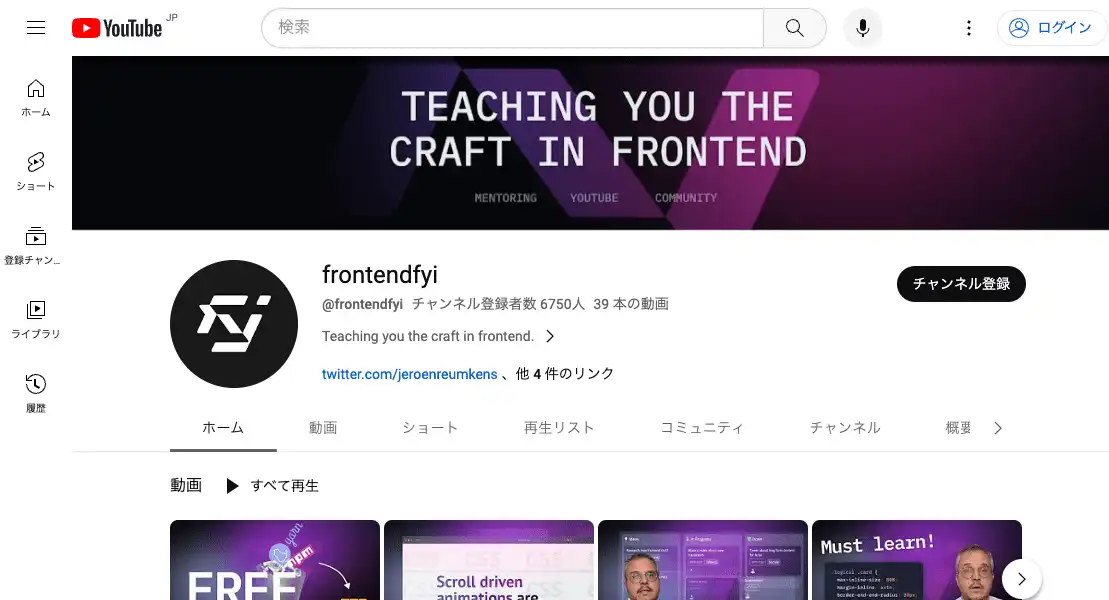 YouTube JP
検索
ログイン
ホーム
ショート
登録チャン...
ライブラリ
履歴
TEACHING YOU THE
CRAFT IN FRONTEND
MENTORING YOUTUBE COMMUNITY
frontendfyi
@frontendfyi チャンネル登録者数 6750人 39 本の動画
Teaching you the craft in frontend.
twitter.com/jeroenreumkens 、他 4 件のリンク
チャンネル登録
ホーム 動画 ショート 再生リスト コミュニティ チャンネル 概要
動画 すべて再生
yarn
npm
FREE
CSS
Scroll driven
animations are
Must learn!